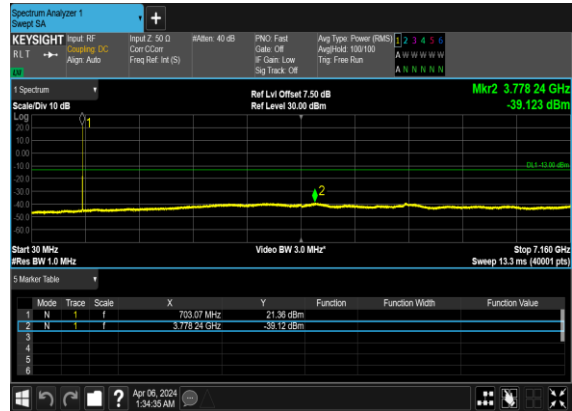 Spectrum Analyzer 1
Swept SA
KEYSIGHT Input: RF Input Z: 50 Ω #Atten: 40 dB PNO: Fast Avg Type: Power (RMS) 1 2 3 4 5 6
RLT Coupling: DC Corr CCorr Gate: Off Avg|Hold: 100/100 A W W W W W
Align: Auto Freq Ref: Int (S) IF Gain: Low Trig: Free Run
LW Sig Track: Off A N N N N N
1 Spectrum Ref Lvl Offset 7.50 dB Mkr2 3.778 24 GHz
Scale/Div 10 dB Ref Level 30.00 dBm -39.123 dBm
Log
20.0
10.0
0.00
-10.0
-20.0
-30.0
-40.0
-50.0
-60.0
1
DL1 -13.00 dBm
2
Start 30 MHz Video BW 3.0 MHz* Stop 7.160 GHz
#Res BW 1.0 MHz Sweep 13.3 ms (40001 pts)
5 Marker Table
Mode Trace Scale X Y Function Function Width Function Value
1 N 1 f 703.07 MHz 21.36 dBm
2 N 1 f 3.778 24 GHz -39.12 dBm
3
4
5
6
? Apr 06, 2024
1:34:35 AM